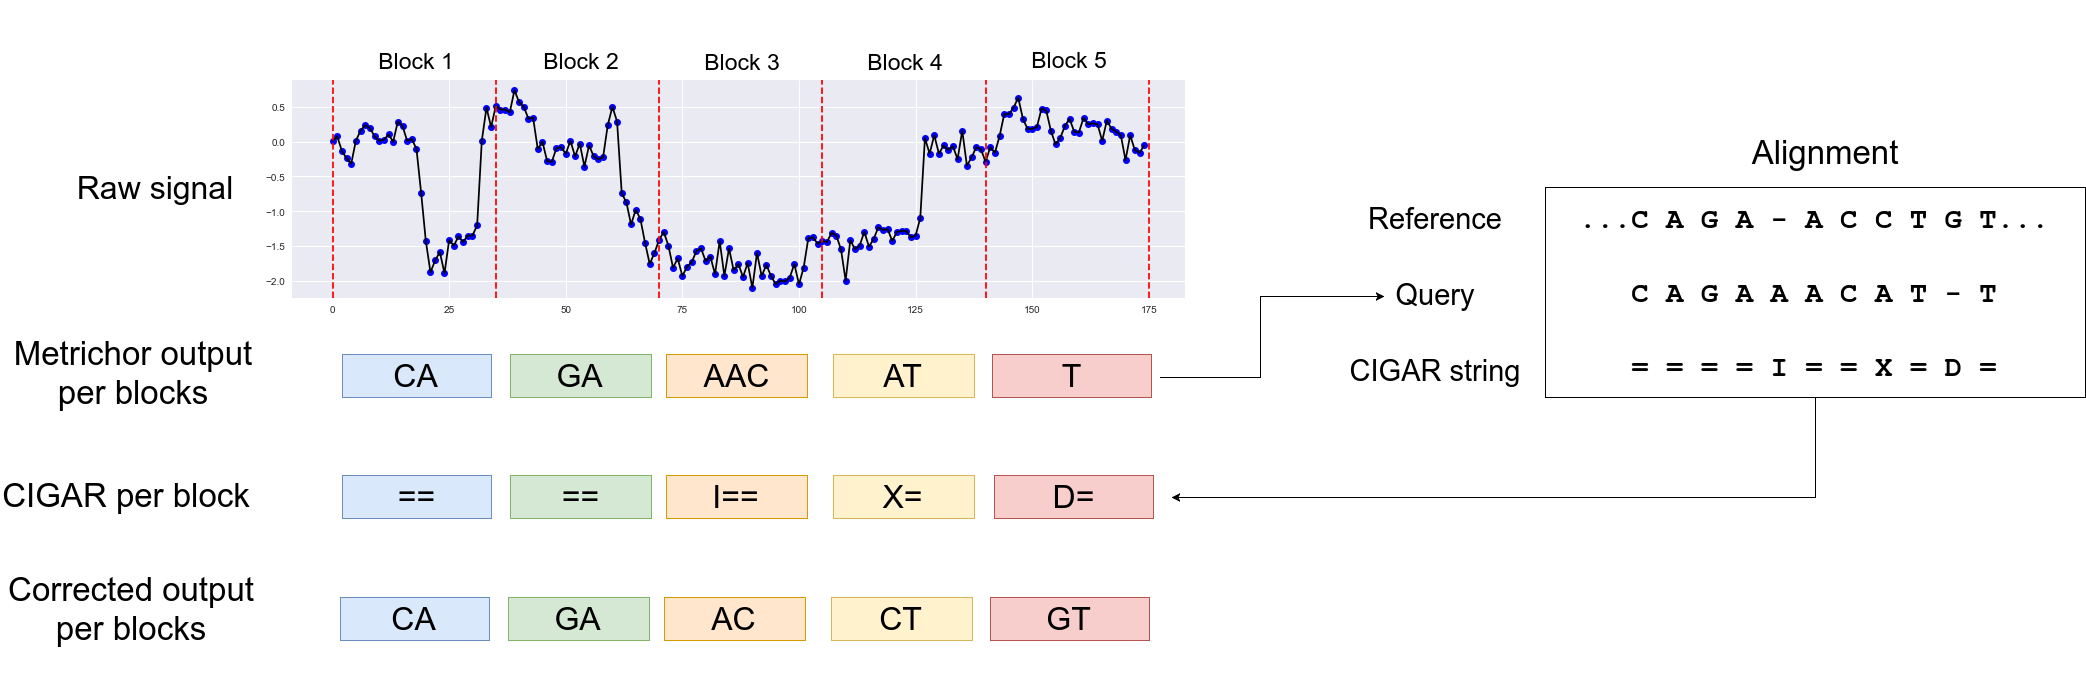 Block 1 Block 2 Block 3 Block 4 Block 5
0.5
0.0
−0.5
−1.0
−1.5
−2.0
0 25 50 75 100 125 150 175
Raw signal
Alignment
Reference ...C A G A - A C C T G T...
Query C A G A A A C A T - T
CIGAR string = = = = I = = X = D =
Metrichor output
per blocks
CA GA AAC AT T
CIGAR per block == == I== X= D=
Corrected output
per blocks
CA GA AC CT GT